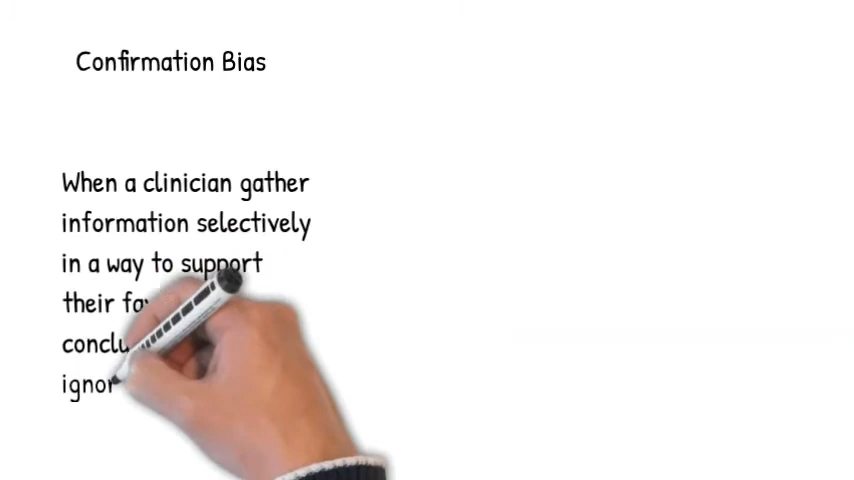 Confirmation Bias
When a clinician gather
information selectively
in a way to support
their